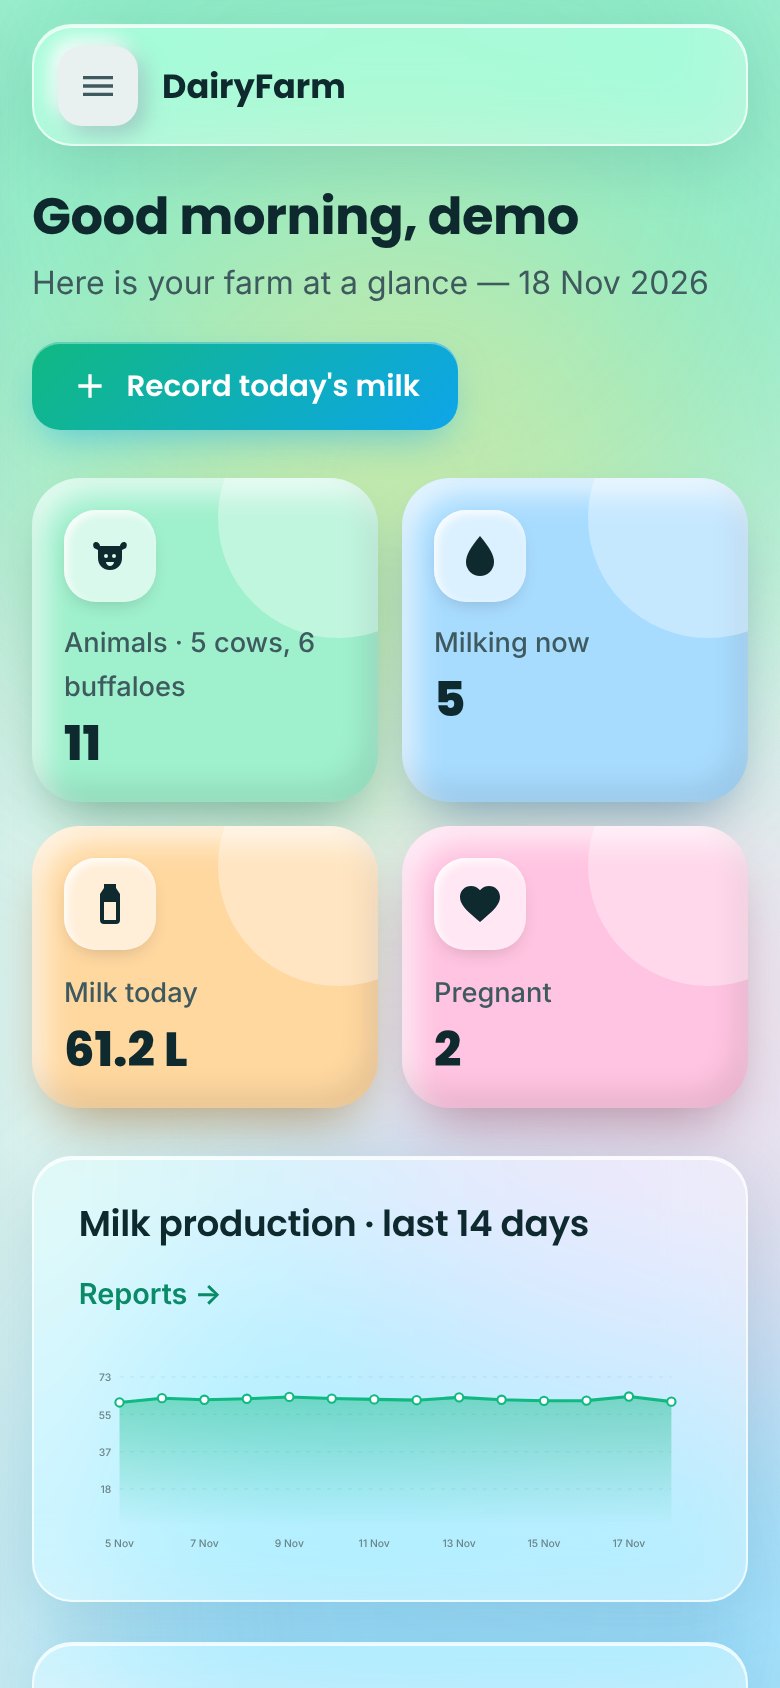 DairyFarm
Good morning, demo
Here is your farm at a glance — 18 Nov 2026
Record today's milk
Animals · 5 cows, 6
buffaloes
11
Milking now
5
Milk today
61.2 L
Pregnant
2
Milk production · last 14 days
Reports →
73
55
37
18
5 Nov 7 Nov 9 Nov 11 Nov 13 Nov 15 Nov 17 Nov